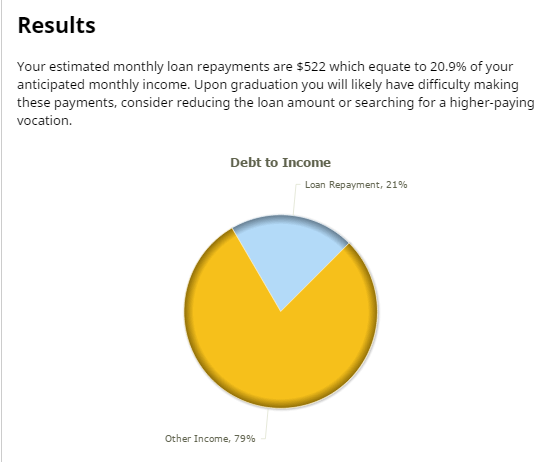 Results
Your estimated monthly loan repayments are $522 which equate to 20.9% of your
anticipated monthly income. Upon graduation you will likely have difficulty making
these payments, consider reducing the loan amount or searching for a higher-paying
vocation.
Debt to Income
Loan Repayment, 21%
Other Income, 79%